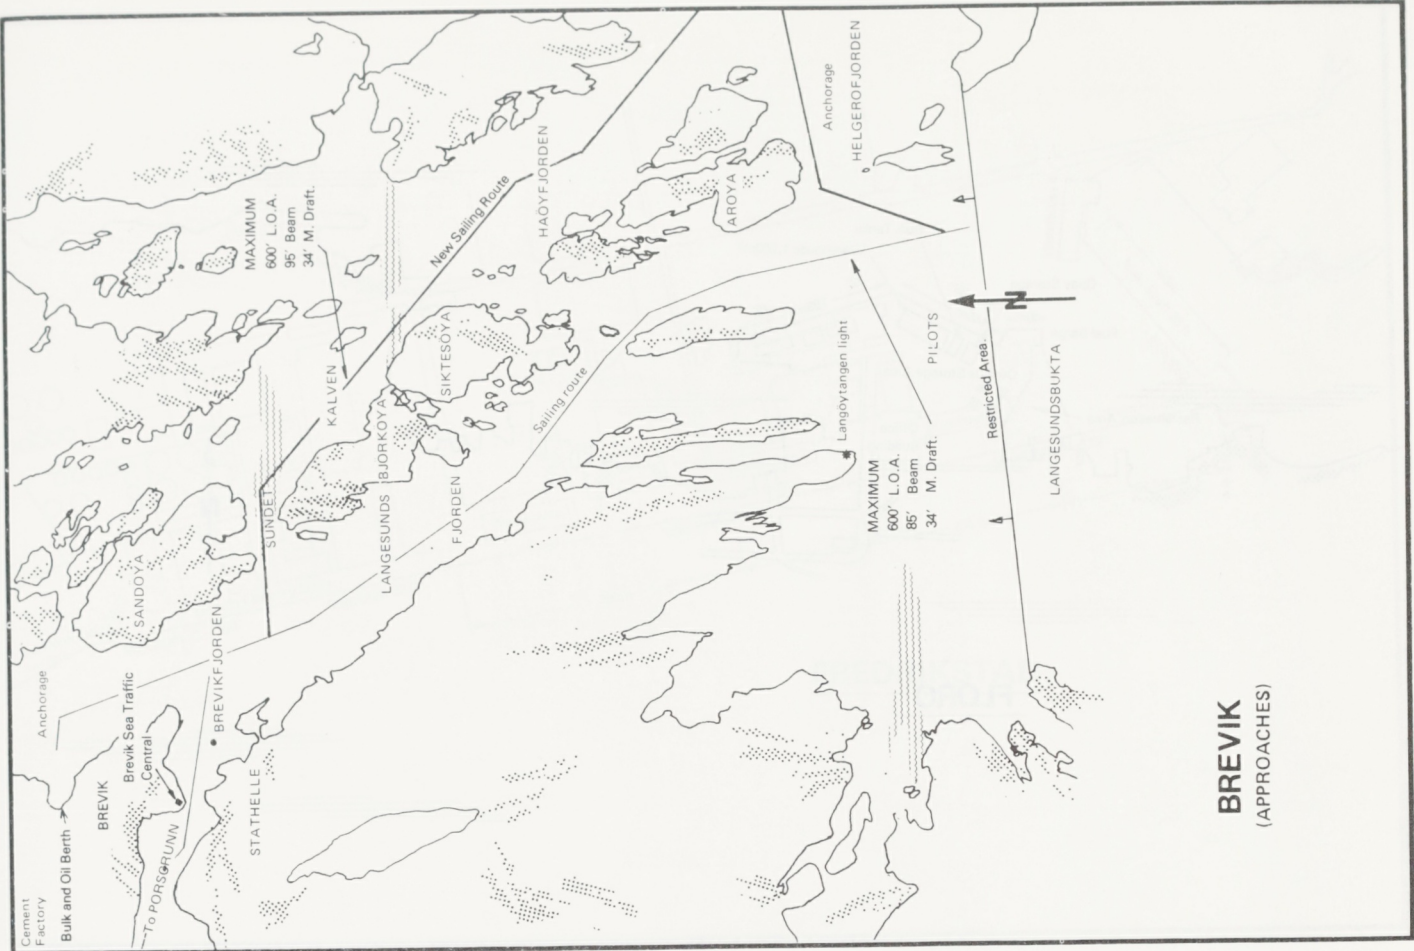 Cement
Factory
Bulk and Oil Berth
BREVIK
To PORSGRUNN
Anchorage
Brevik Sea Traffic
Central
BREVIKFJORDEN
STATHELLE
SANDOYA
SUNDET
MAXIMUM
600' L.O.A.
95' Beam
34' M. Draft.
KALVEN
LANGESUNDS
BJORKOYA
FJORDEN
SIKTESOYA
New Sailing Route
Sailing route
HAÖYFJORDEN
AROYA
Anchorage
HELGEROFJORDEN
Langöytangen light
MAXIMUM
600' L.O.A.
85' Beam
34' M. Draft.
PILOTS
Restricted Area.
N
LANGESUNDSBUKTA
BREVIK
(APPROACHES)